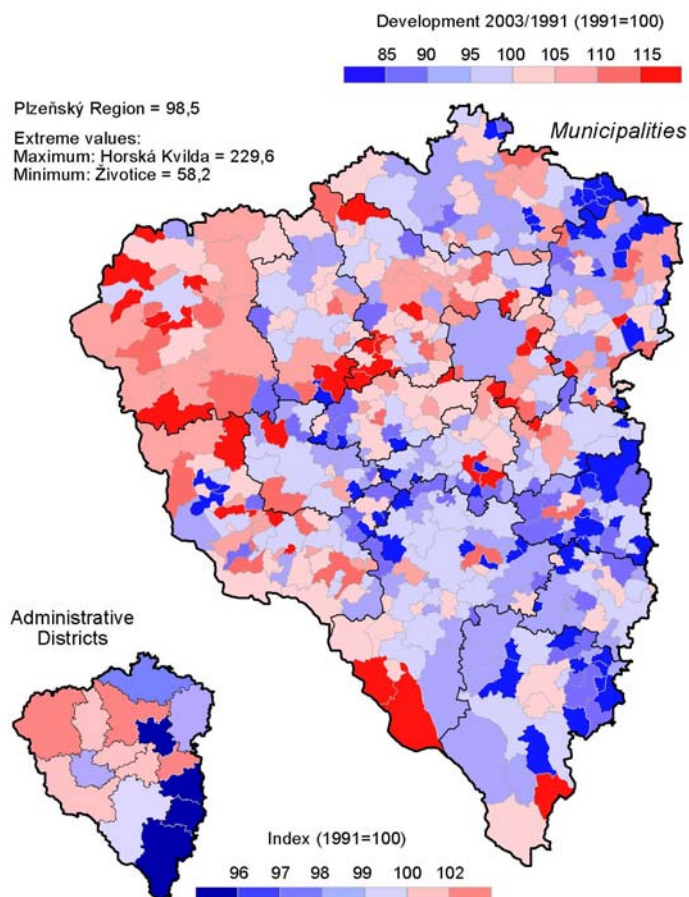 Development 2003/1991 (1991=100)
85 90 95 100 105 110 115
Plzeňský Region = 98,5
Extreme values:
Maximum: Horská Kvilda = 229,6
Minimum: Životice = 58,2
Municipalities
Administrative
Districts
Index (1991=100)
96 97 98 99 100 102